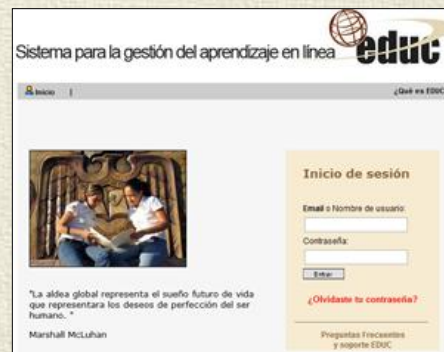 Sistema para la gestión del aprendizaje en línea
educ
Inicio |
¿Qué es EDUC
Inicio de sesión
Email o Nombre de usuario:
Contraseña:
Entrar
¿Olvidaste tu contraseña?
Preguntas Frecuentes
y soporte EDUC
"La aldea global representa el sueño futuro de vida
que representara los deseos de perfección del ser
humano. "
Marshall McLuhan